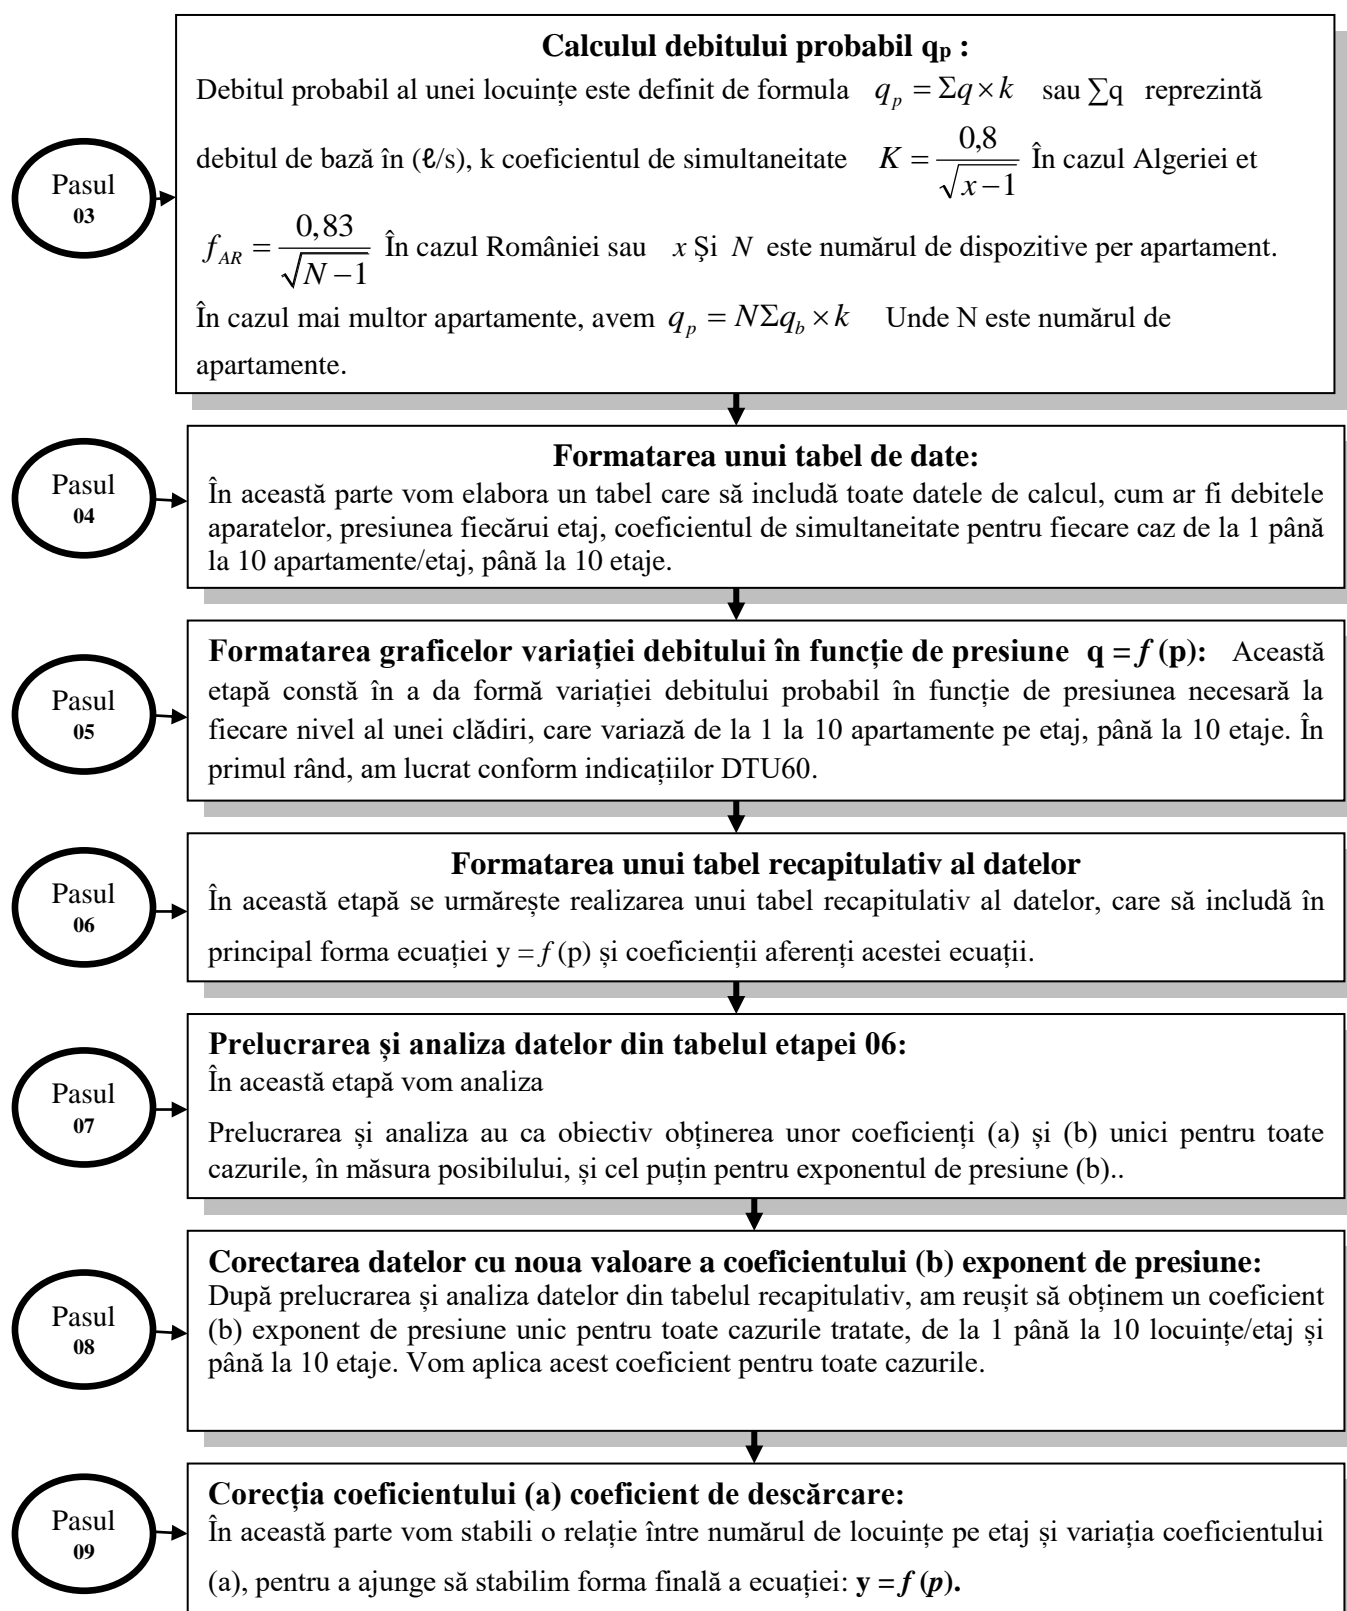 Calculul debitului probabil qp :
Debitul probabil al unei locuințe este definit de formula q_p = Σq × k sau ∑q reprezintă
debitul de bază în (ℓ/s), k coeficientul de simultaneitate K = 0,8 / √(x−1) În cazul Algeriei et
f_AR = 0,83 / √(N−1) În cazul României sau x Şi N este numărul de dispozitive per apartament.
În cazul mai multor apartamente, avem q_p = NΣq_b × k Unde N este numărul de
apartamente.
Pasul
03
Formatarea unui tabel de date:
În această parte vom elabora un tabel care să includă toate datele de calcul, cum ar fi debitele
aparatelor, presiunea fiecărui etaj, coeficientul de simultaneitate pentru fiecare caz de la 1 până
la 10 apartamente/etaj, până la 10 etaje.
Pasul
04
Formatarea graficelor variației debitului în funcție de presiune q = f (p): Această
etapă constă în a da formă variației debitului probabil în funcție de presiunea necesară la
fiecare nivel al unei clădiri, care variază de la 1 la 10 apartamente pe etaj, până la 10 etaje. În
primul rând, am lucrat conform indicațiilor DTU60.
Pasul
05
Formatarea unui tabel recapitulativ al datelor
În această etapă se urmărește realizarea unui tabel recapitulativ al datelor, care să includă în
principal forma ecuației y = f (p) și coeficienții aferenți acestei ecuații.
Pasul
06
Prelucrarea și analiza datelor din tabelul etapei 06:
În această etapă vom analiza
Prelucrarea și analiza au ca obiectiv obținerea unor coeficienți (a) și (b) unici pentru toate
cazurile, în măsura posibilului, și cel puțin pentru exponentul de presiune (b)..
Pasul
07
Corectarea datelor cu noua valoare a coeficientului (b) exponent de presiune:
După prelucrarea și analiza datelor din tabelul recapitulativ, am reușit să obținem un coeficient
(b) exponent de presiune unic pentru toate cazurile tratate, de la 1 până la 10 locuințe/etaj și
până la 10 etaje. Vom aplica acest coeficient pentru toate cazurile.
Pasul
08
Corecția coeficientului (a) coeficient de descărcare:
În această parte vom stabili o relație între numărul de locuințe pe etaj și variația coeficientului
(a), pentru a ajunge să stabilim forma finală a ecuației: y = f (p).
Pasul
09